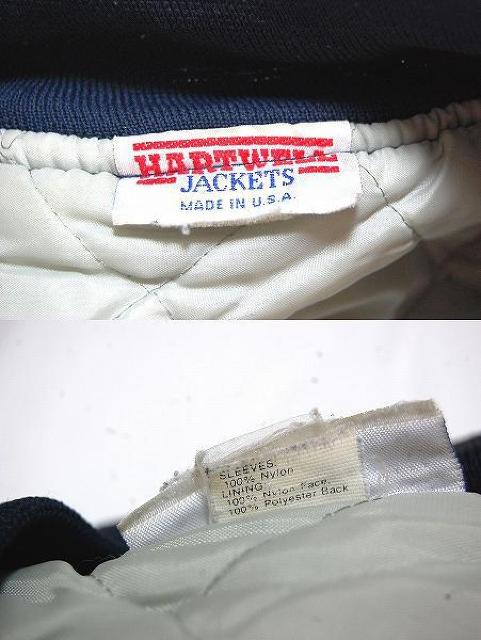 HARTWELL
JACKETS
MADE IN U.S.A.
SLEEVES:
100% Nylon
LINING
100% Nylon Face
100% Polyester Back